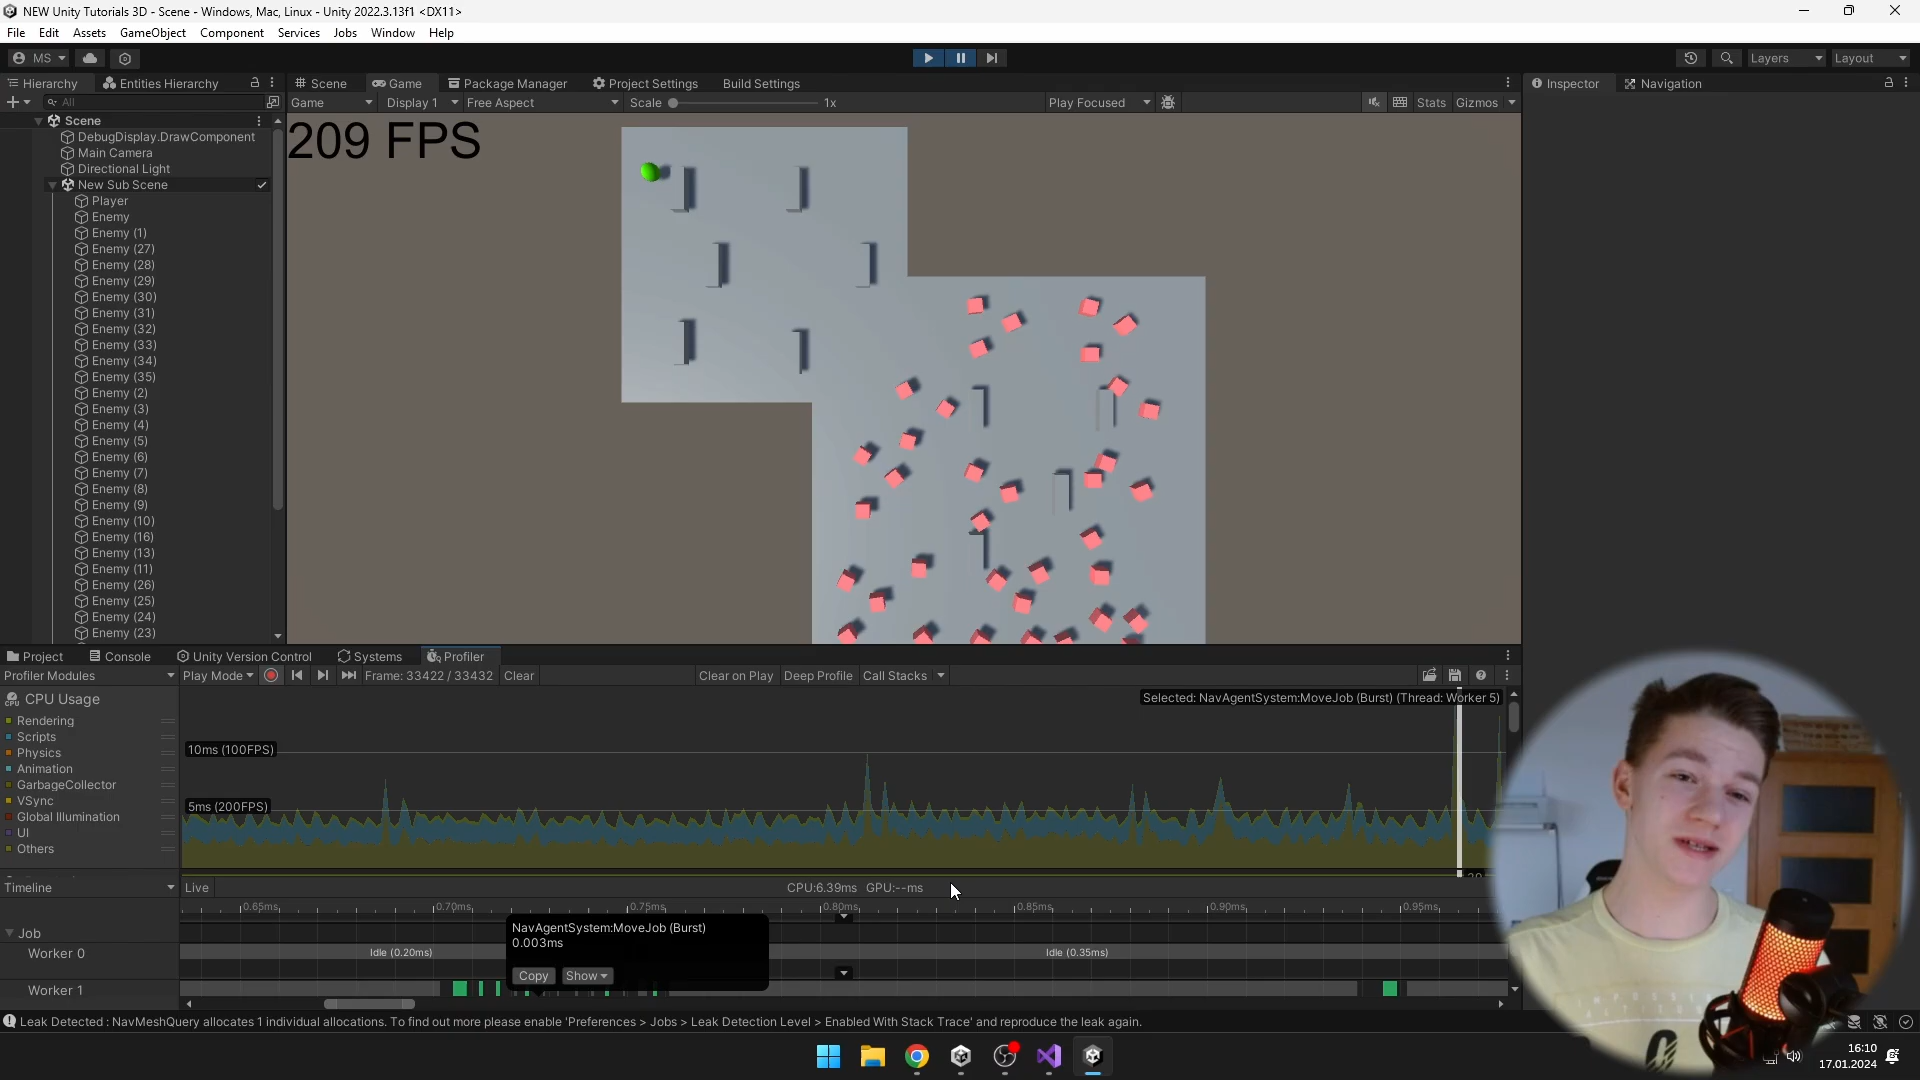 NEW Unity Tutorials 3D - Scene - Windows, Mac, Linux - Unity 2022.3.13f1 <DX11>
File Edit Assets GameObject Component Services Jobs Window Help
MS Layers Layout
Hierarchy Entities Hierarchy Scene Game Package Manager Project Settings Build Settings Inspector Navigation
All Game Display 1 Free Aspect Scale 1x Play Focused Stats Gizmos
Scene
DebugDisplay.DrawComponent
Main Camera
Directional Light
New Sub Scene
Player
Enemy
Enemy (1)
Enemy (27)
Enemy (28)
Enemy (29)
Enemy (30)
Enemy (31)
Enemy (32)
Enemy (33)
Enemy (34)
Enemy (35)
Enemy (2)
Enemy (3)
Enemy (4)
Enemy (5)
Enemy (6)
Enemy (7)
Enemy (8)
Enemy (9)
Enemy (10)
Enemy (16)
Enemy (13)
Enemy (11)
Enemy (26)
Enemy (25)
Enemy (24)
Enemy (23)
209 FPS
Project Console Unity Version Control Systems Profiler
Profiler Modules Play Mode Frame: 33422 / 33432 Clear Clear on Play Deep Profile Call Stacks
CPU Usage
Rendering
Scripts
Physics
Animation
GarbageCollector
VSync
Global Illumination
UI
Others
Selected: NavAgentSystem:MoveJob (Burst) (Thread: Worker 5)
10ms (100FPS)
5ms (200FPS)
Timeline Live CPU:6.39ms GPU:--ms
0.65ms 0.70ms 0.75ms 0.80ms 0.85ms 0.90ms 0.95ms
Job
Worker 0 Idle (0.20ms) Idle (0.35ms)
NavAgentSystem:MoveJob (Burst)
0.003ms
Copy Show
Worker 1
Leak Detected : NavMeshQuery allocates 1 individual allocations. To find out more please enable 'Preferences > Jobs > Leak Detection Level > Enabled With Stack Trace' and reproduce the leak again.
16:10
17.01.2024